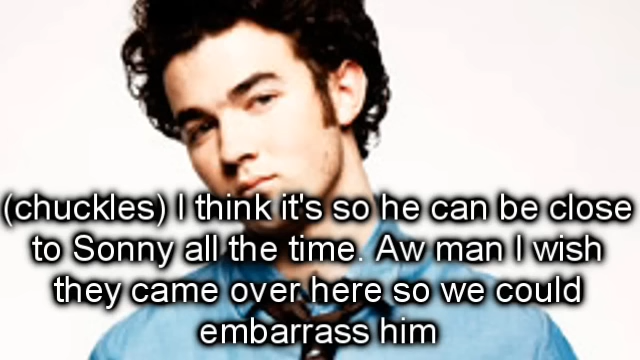 (chuckles) I think it's so he can be close
to Sonny all the time. Aw man I wish
they came over here so we could
embarrass him